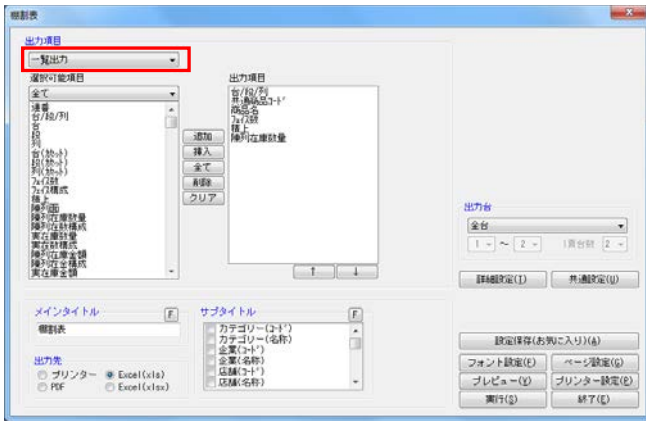 棚割表
出力項目
一覧出力
選択可能項目
全て
連番
台/段/列
台
段
列
台(ｶｾｯﾄ)
段(ｶｾｯﾄ)
列(ｶｾｯﾄ)
ﾌｪｲｽ数
ﾌｪｲｽ構成
積上
陳列面
陳列在庫数量
陳列在数構成
実在庫数量
実在数構成
陳列在庫金額
陳列在金構成
実在庫金額
追加
挿入
全て
削除
クリア
出力項目
台/段/列
共通商品ｺｰﾄﾞ
商品名
ﾌｪｲｽ数
積上
陳列在庫数量
↑
↓
出力台
全台
1 ～ 2 1頁台数 2
詳細設定(I)
共通設定(U)
メインタイトル
F
棚割表
出力先
プリンター
Excel(xls)
PDF
Excel(xlsx)
サブタイトル
F
カテゴリー(ｺｰﾄﾞ)
カテゴリー(名称)
企業(ｺｰﾄﾞ)
企業(名称)
店舗(ｺｰﾄﾞ)
店舗(名称)
設定保存(お気に入り)(A)
フォント設定(F)
ページ設定(G)
プレビュー(V)
プリンター設定(P)
実行(S)
終了(E)